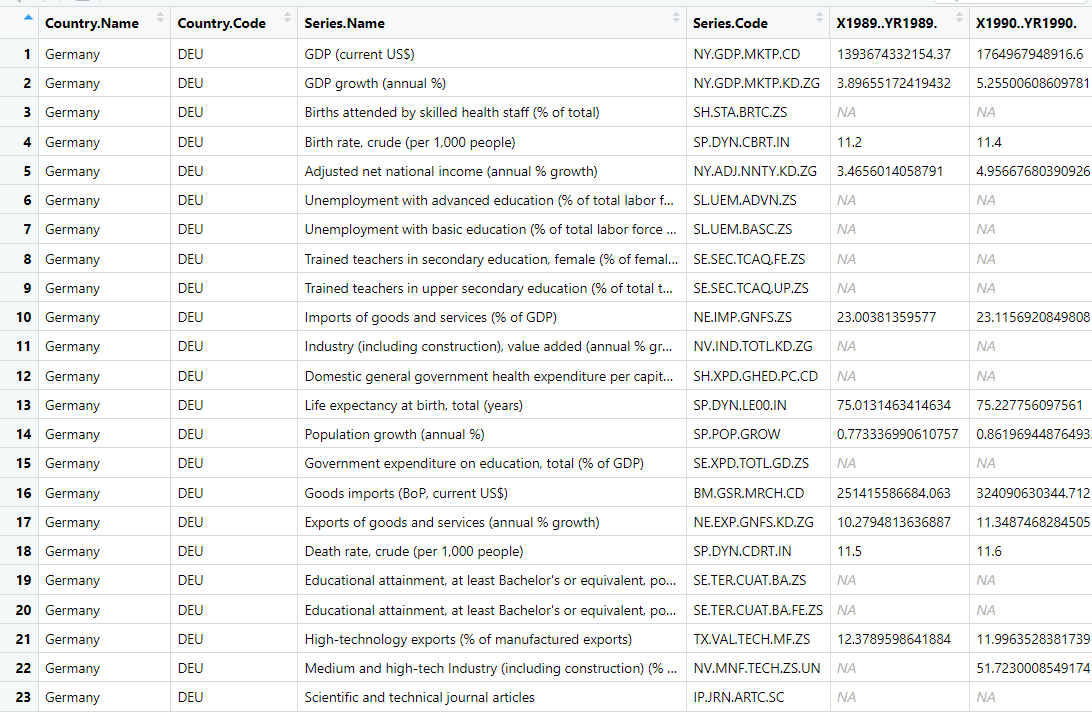 Country.Name Country.Code Series.Name Series.Code X1989..YR1989. X1990..YR1990.
1 Germany DEU GDP (current US$) NY.GDP.MKTP.CD 1393674332154.37 1764967948916.6
2 Germany DEU GDP growth (annual %) NY.GDP.MKTP.KD.ZG 3.89655172419432 5.25500608609781
3 Germany DEU Births attended by skilled health staff (% of total) SH.STA.BRTC.ZS NA NA
4 Germany DEU Birth rate, crude (per 1,000 people) SP.DYN.CBRT.IN 11.2 11.4
5 Germany DEU Adjusted net national income (annual % growth) NY.ADJ.NNTY.KD.ZG 3.4656014058791 4.95667680390926
6 Germany DEU Unemployment with advanced education (% of total labor f... SL.UEM.ADVN.ZS NA NA
7 Germany DEU Unemployment with basic education (% of total labor force ... SL.UEM.BASC.ZS NA NA
8 Germany DEU Trained teachers in secondary education, female (% of femal... SE.SEC.TCAQ.FE.ZS NA NA
9 Germany DEU Trained teachers in upper secondary education (% of total t... SE.SEC.TCAQ.UP.ZS NA NA
10 Germany DEU Imports of goods and services (% of GDP) NE.IMP.GNFS.ZS 23.00381359577 23.1156920849808
11 Germany DEU Industry (including construction), value added (annual % gr... NV.IND.TOTL.KD.ZG NA NA
12 Germany DEU Domestic general government health expenditure per capit... SH.XPD.GHED.PC.CD NA NA
13 Germany DEU Life expectancy at birth, total (years) SP.DYN.LE00.IN 75.0131463414634 75.227756097561
14 Germany DEU Population growth (annual %) SP.POP.GROW 0.773336990610757 0.86196944876493
15 Germany DEU Government expenditure on education, total (% of GDP) SE.XPD.TOTL.GD.ZS NA NA
16 Germany DEU Goods imports (BoP, current US$) BM.GSR.MRCH.CD 251415586684.063 324090630344.712
17 Germany DEU Exports of goods and services (annual % growth) NE.EXP.GNFS.KD.ZG 10.2794813636887 11.3487468284505
18 Germany DEU Death rate, crude (per 1,000 people) SP.DYN.CDRT.IN 11.5 11.6
19 Germany DEU Educational attainment, at least Bachelor's or equivalent, po... SE.TER.CUAT.BA.ZS NA NA
20 Germany DEU Educational attainment, at least Bachelor's or equivalent, po... SE.TER.CUAT.BA.FE.ZS NA NA
21 Germany DEU High-technology exports (% of manufactured exports) TX.VAL.TECH.MF.ZS 12.3789598641884 11.9963528381739
22 Germany DEU Medium and high-tech Industry (including construction) (% ... NV.MNF.TECH.ZS.UN NA 51.7230008549174
23 Germany DEU Scientific and technical journal articles IP.JRN.ARTC.SC NA NA